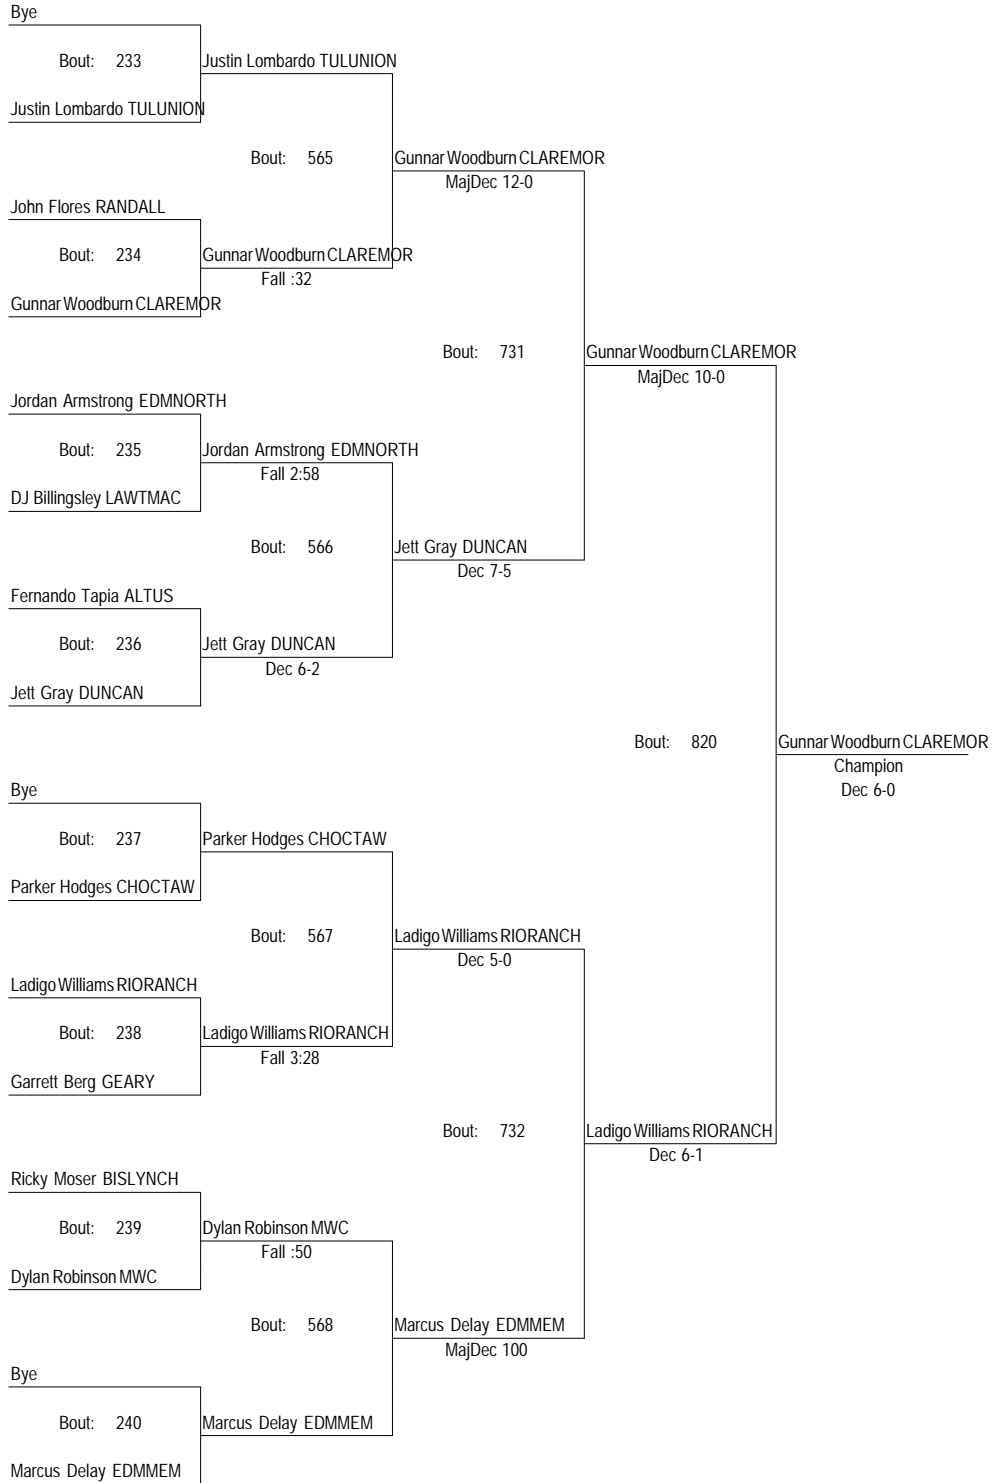 Bye
Bout: 233
Justin Lombardo TULUNION
Justin Lombardo TULUNION
Bout: 565
Gunnar Woodburn CLAREMOR
MajDec 12-0
John Flores RANDALL
Bout: 234
Gunnar Woodburn CLAREMOR
Fall :32
Gunnar Woodburn CLAREMOR
Bout: 731
Gunnar Woodburn CLAREMOR
MajDec 10-0
Jordan Armstrong EDMNORTH
Bout: 235
Jordan Armstrong EDMNORTH
Fall 2:58
DJ Billingsley LAWTMAC
Bout: 566
Jett Gray DUNCAN
Dec 7-5
Fernando Tapia ALTUS
Bout: 236
Jett Gray DUNCAN
Dec 6-2
Jett Gray DUNCAN
Bout: 820
Gunnar Woodburn CLAREMOR
Champion
Dec 6-0
Bye
Bout: 237
Parker Hodges CHOCTAW
Parker Hodges CHOCTAW
Bout: 567
Ladigo Williams RIORANCH
Dec 5-0
Ladigo Williams RIORANCH
Bout: 238
Ladigo Williams RIORANCH
Fall 3:28
Garrett Berg GEARY
Bout: 732
Ladigo Williams RIORANCH
Dec 6-1
Ricky Moser BISLYNCH
Bout: 239
Dylan Robinson MWC
Fall :50
Dylan Robinson MWC
Bout: 568
Marcus Delay EDMMEM
MajDec 100
Bye
Bout: 240
Marcus Delay EDMMEM
Marcus Delay EDMMEM